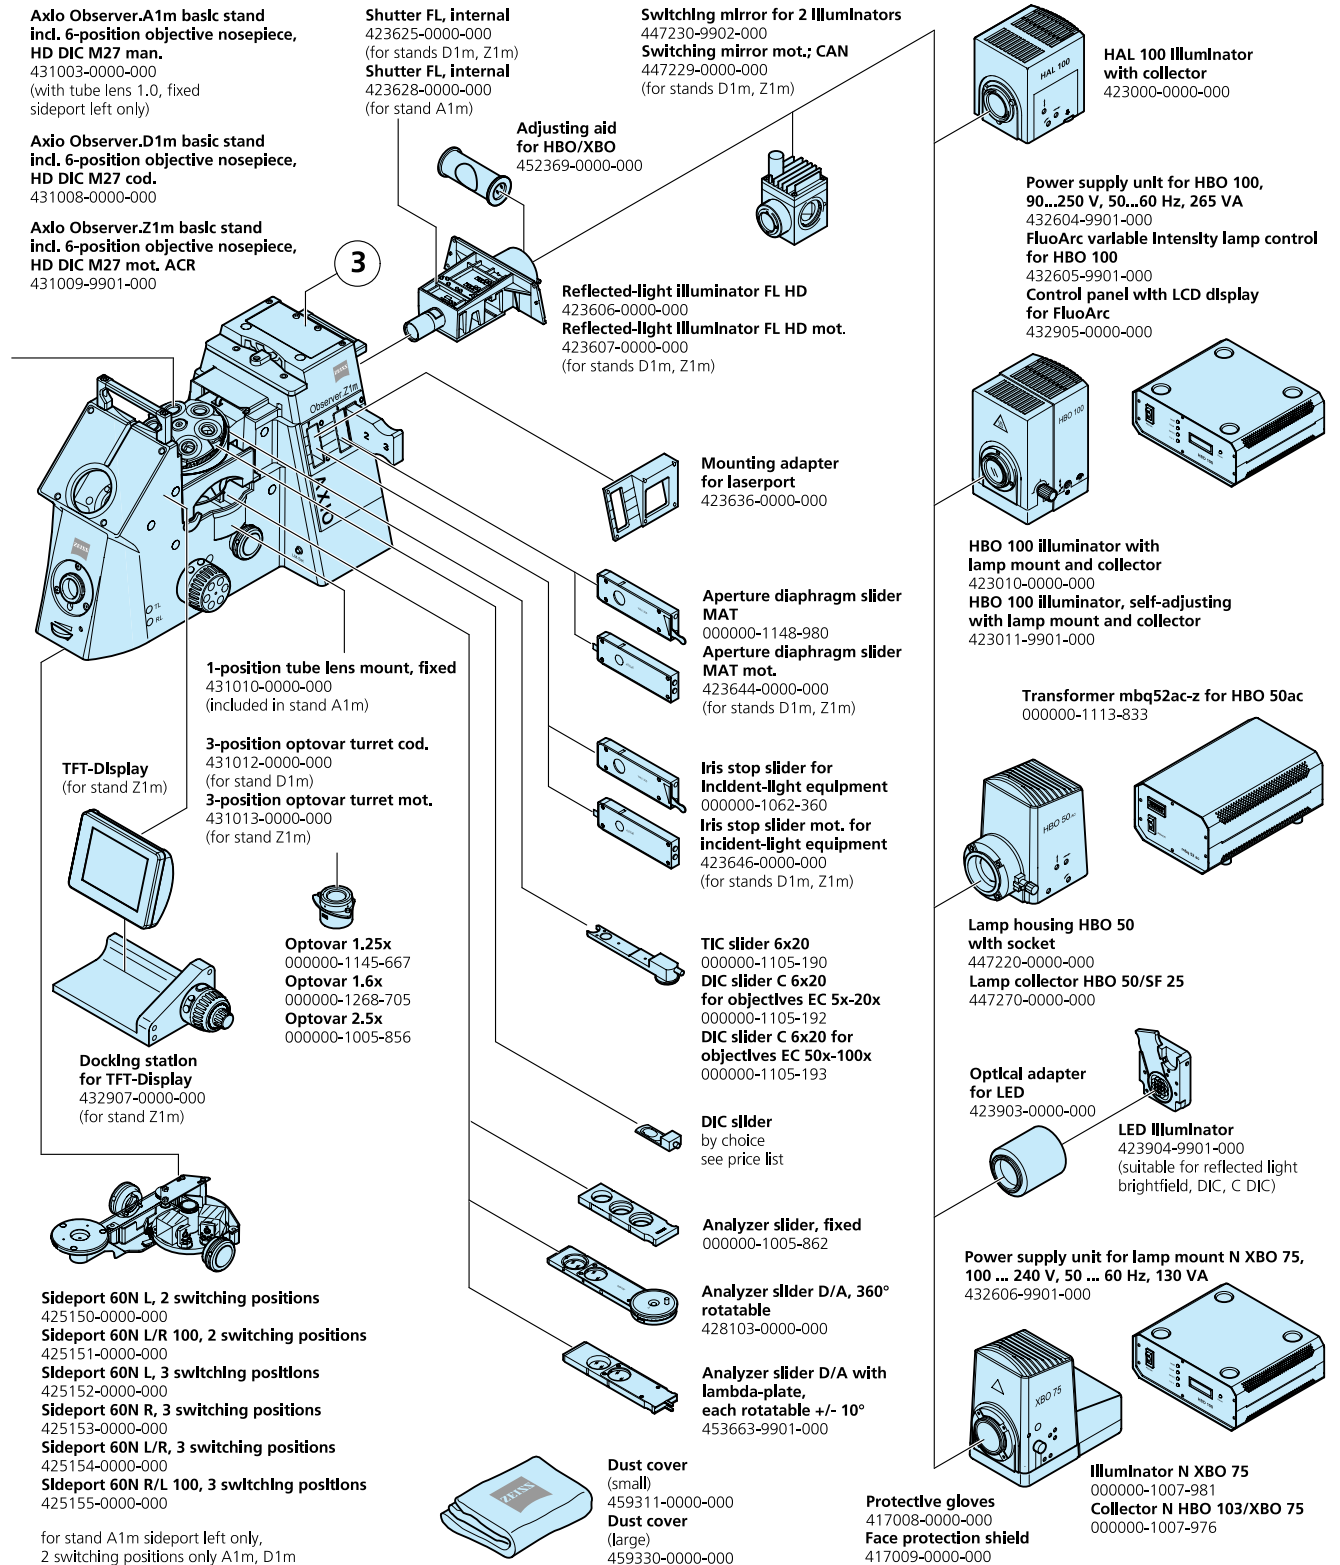 Axio Observer.A1m basic stand
incl. 6-position objective nosepiece,
HD DIC M27 man.
431003-0000-000
(with tube lens 1.0, fixed
sideport left only)
Axio Observer.D1m basic stand
incl. 6-position objective nosepiece,
HD DIC M27 cod.
431008-0000-000
Axio Observer.Z1m basic stand
incl. 6-position objective nosepiece,
HD DIC M27 mot. ACR
431009-9901-000
Shutter FL, internal
423625-0000-000
(for stands D1m, Z1m)
Shutter FL, internal
423628-0000-000
(for stand A1m)
Switching mirror for 2 illuminators
447230-9902-000
Switching mirror mot.; CAN
447229-0000-000
(for stands D1m, Z1m)
Adjusting aid
for HBO/XBO
452369-0000-000
HAL 100
HAL 100 illuminator
with collector
423000-0000-000
3
Reflected-light illuminator FL HD
423606-0000-000
Reflected-light illuminator FL HD mot.
423607-0000-000
(for stands D1m, Z1m)
Power supply unit for HBO 100,
90...250 V, 50...60 Hz, 265 VA
432604-9901-000
FluoArc variable intensity lamp control
for HBO 100
432605-9901-000
Control panel with LCD display
for FluoArc
432905-0000-000
ZEISS
Observer.Z1m
2 3
AXIO
ZEISS
TL
RL
HBO 100
HBO 100
Mounting adapter
for laserport
423636-0000-000
HBO 100 illuminator with
lamp mount and collector
423010-0000-000
HBO 100 illuminator, self-adjusting
with lamp mount and collector
423011-9901-000
Aperture diaphragm slider
MAT
000000-1148-980
Aperture diaphragm slider
MAT mot.
423644-0000-000
(for stands D1m, Z1m)
1-position tube lens mount, fixed
431010-0000-000
(included in stand A1m)
3-position optovar turret cod.
431012-0000-000
(for stand D1m)
3-position optovar turret mot.
431013-0000-000
(for stand Z1m)
TFT-Display
(for stand Z1m)
Transformer mbq52ac-z for HBO 50ac
000000-1113-833
HBO 50 ac
mbq 52 ac
Iris stop slider for
incident-light equipment
000000-1062-360
Iris stop slider mot. for
incident-light equipment
423646-0000-000
(for stands D1m, Z1m)
Optovar 1.25x
000000-1145-667
Optovar 1.6x
000000-1268-705
Optovar 2.5x
000000-1005-856
TIC slider 6x20
000000-1105-190
DIC slider C 6x20
for objectives EC 5x-20x
000000-1105-192
DIC slider C 6x20 for
objectives EC 50x-100x
000000-1105-193
Lamp housing HBO 50
with socket
447220-0000-000
Lamp collector HBO 50/SF 25
447270-0000-000
Docking station
for TFT-Display
432907-0000-000
(for stand Z1m)
Optical adapter
for LED
423903-0000-000
LED illuminator
423904-9901-000
(suitable for reflected light
brightfield, DIC, C DIC)
DIC slider
by choice
see price list
Analyzer slider, fixed
000000-1005-862
Analyzer slider D/A, 360°
rotatable
428103-0000-000
Analyzer slider D/A with
lambda-plate,
each rotatable +/- 10°
453663-9901-000
Power supply unit for lamp mount N XBO 75,
100 ... 240 V, 50 ... 60 Hz, 130 VA
432606-9901-000
XBO 75
HBO 100
Sideport 60N L, 2 switching positions
425150-0000-000
Sideport 60N L/R 100, 2 switching positions
425151-0000-000
Sideport 60N L, 3 switching positions
425152-0000-000
Sideport 60N R, 3 switching positions
425153-0000-000
Sideport 60N L/R, 3 switching positions
425154-0000-000
Sideport 60N R/L 100, 3 switching positions
425155-0000-000
for stand A1m sideport left only,
2 switching positions only A1m, D1m
ZEISS
Dust cover
(small)
459311-0000-000
Dust cover
(large)
459330-0000-000
Protective gloves
417008-0000-000
Face protection shield
417009-0000-000
Illuminator N XBO 75
000000-1007-981
Collector N HBO 103/XBO 75
000000-1007-976